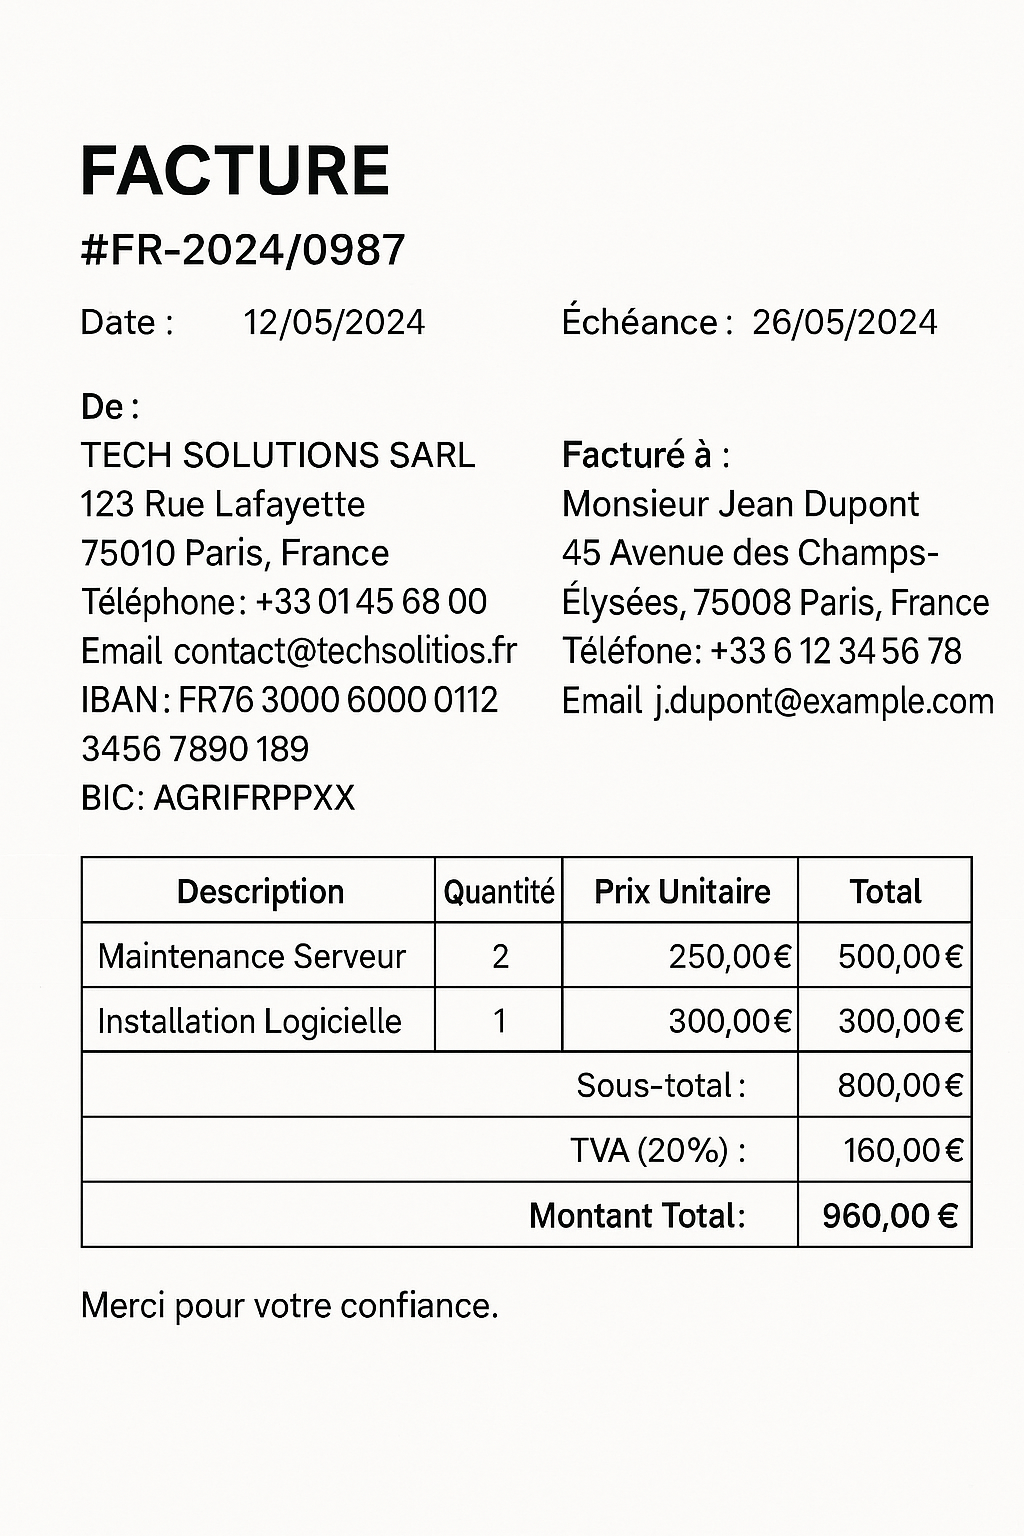 FACTURE
#FR-2024/0987
Date : 12/05/2024 Échéance : 26/05/2024
De :
TECH SOLUTIONS SARL
123 Rue Lafayette
75010 Paris, France
Téléphone : +33 01 45 68 00
Email contact@techsolitios.fr
IBAN : FR76 3000 6000 0112
3456 7890 189
BIC: AGRIFRPPXX
Facturé à :
Monsieur Jean Dupont
45 Avenue des Champs-
Élysées, 75008 Paris, France
Téléfone: +33 6 12 34 56 78
Email j.dupont@example.com
Description Quantité Prix Unitaire Total
Maintenance Serveur 2 250,00 € 500,00 €
Installation Logicielle 1 300,00 € 300,00 €
Sous-total : 800,00 €
TVA (20%) : 160,00 €
Montant Total: 960,00 €
Merci pour votre confiance.